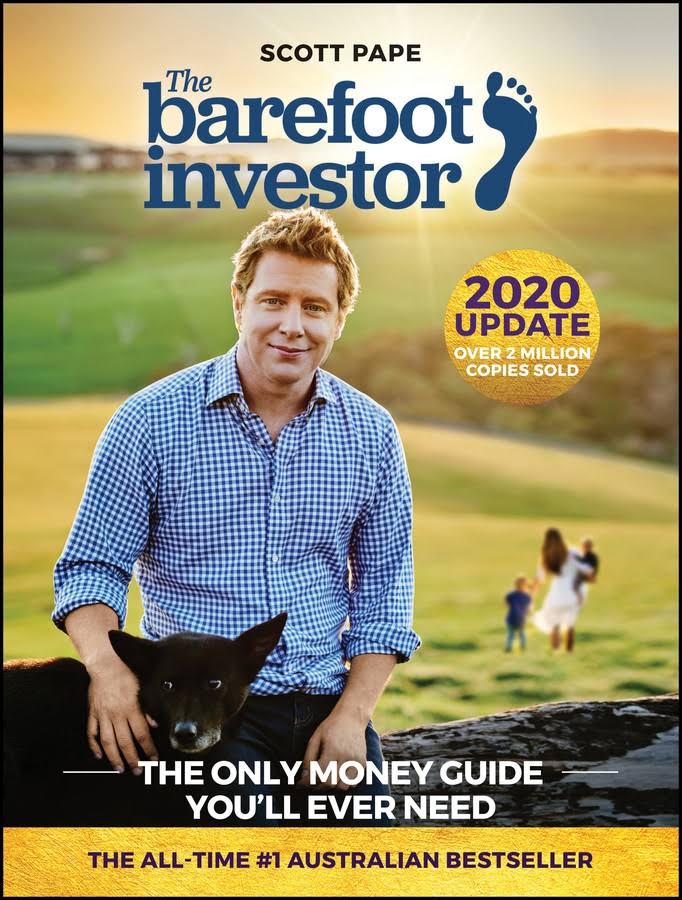 SCOTT PAPE
The
barefoot
investor
2020
UPDATE
OVER 2 MILLION
COPIES SOLD
THE ONLY MONEY GUIDE
YOU'LL EVER NEED
THE ALL-TIME #1 AUSTRALIAN BESTSELLER